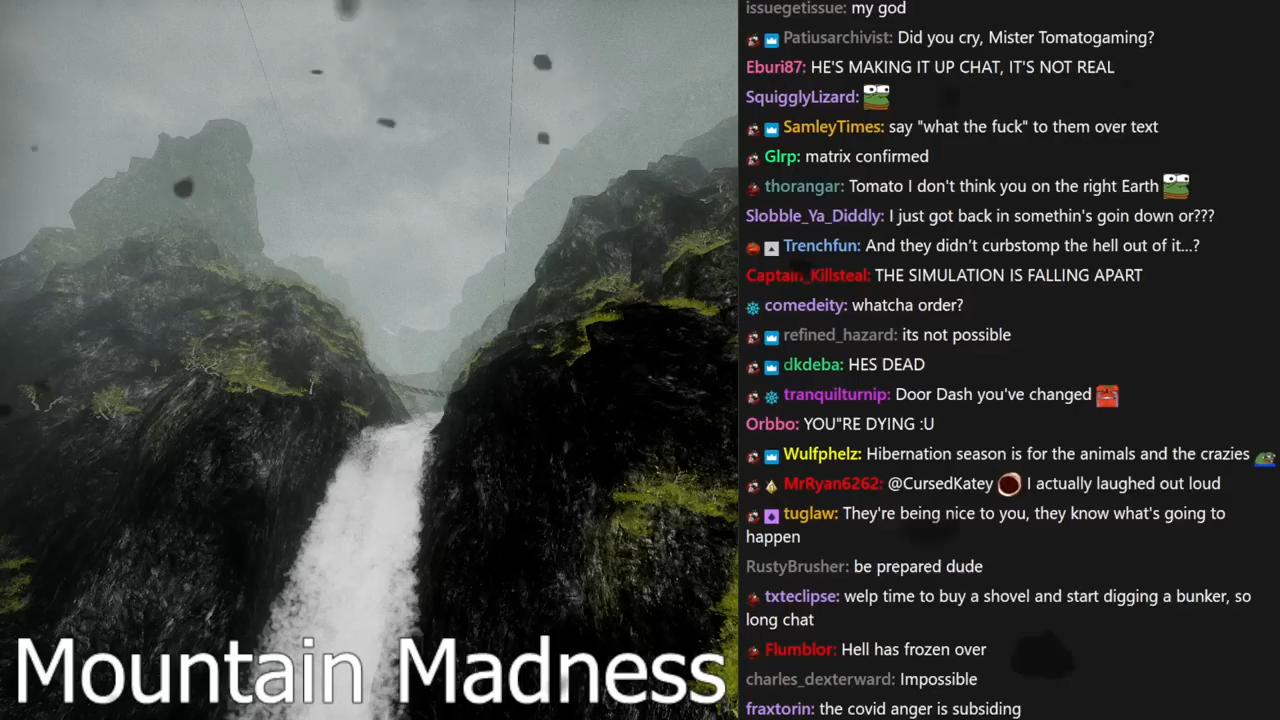 issuegetissue: my god
Patiusarchivist: Did you cry, Mister Tomatogaming?
Eburi87: HE'S MAKING IT UP CHAT, IT'S NOT REAL
SquigglyLizard:
SamleyTimes: say "what the fuck" to them over text
Glrp: matrix confirmed
thorangar: Tomato I don't think you on the right Earth
Slobble_Ya_Diddly: I just got back in somethin's goin down or???
Trenchfun: And they didn't curbstomp the hell out of it...?
Captain_Killsteal: THE SIMULATION IS FALLING APART
comedeity: whatcha order?
refined_hazard: its not possible
dkdeba: HES DEAD
tranquilturnip: Door Dash you've changed
Orbbo: YOU"RE DYING :U
Wulfphelz: Hibernation season is for the animals and the crazies
MrRyan6262: @CursedKatey I actually laughed out loud
tuglaw: They're being nice to you, they know what's going to
happen
RustyBrusher: be prepared dude
txteclipse: welp time to buy a shovel and start digging a bunker, so
long chat
Flumblor: Hell has frozen over
charles_dexterward: Impossible
fraxtorin: the covid anger is subsiding
Mountain Madness